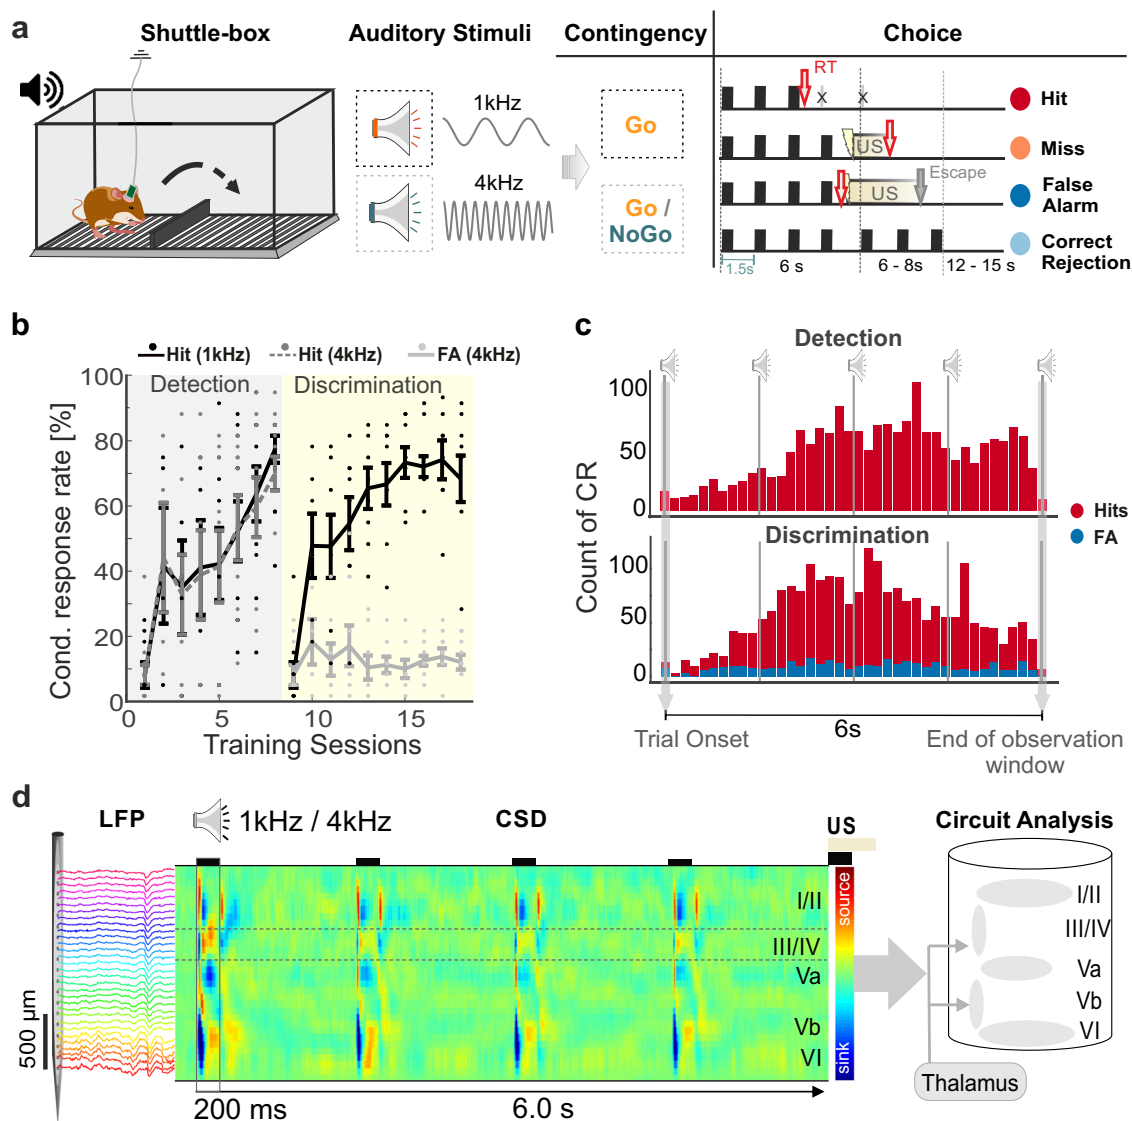 a
Shuttle-box
Auditory Stimuli
Contingency
Choice
1kHz
4kHz
Go
Go /
NoGo
RT
X X
Hit
US
Miss
Escape
US
False
Alarm
Correct
Rejection
1.5s
6 s
6 - 8s
12 - 15 s
b
Hit (1kHz) Hit (4kHz) FA (4kHz)
Detection
Discrimination
Cond. response rate [%]
100
80
60
40
20
0
0 5 10 15
Training Sessions
c
Detection
100
50
0
Count of CR
Hits
FA
Discrimination
100
50
0
6s
Trial Onset
End of observation
window
d
LFP
1kHz / 4kHz
CSD
US
Circuit Analysis
500 µm
I/II
III/IV
Va
Vb
VI
source
sink
200 ms
6.0 s
I/II
III/IV
Va
Vb
VI
Thalamus